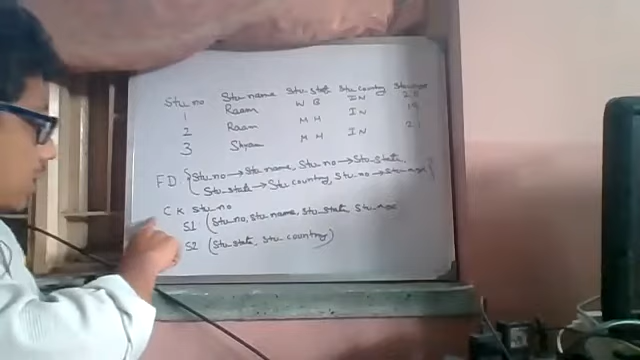 Stu no Stu name Stu state Stu country Stu age
1 Raam W B IN 20
2 Raam M H IN 19
3 Shyam M H IN 21
FD { Stu no → Stu name, Stu no → Stu state,
Stu state → Stu country, Stu no → Stu age }
C K Stu no
S1 (Stu no, Stu name, Stu state Stu age
S2 (Stu state, Stu country)